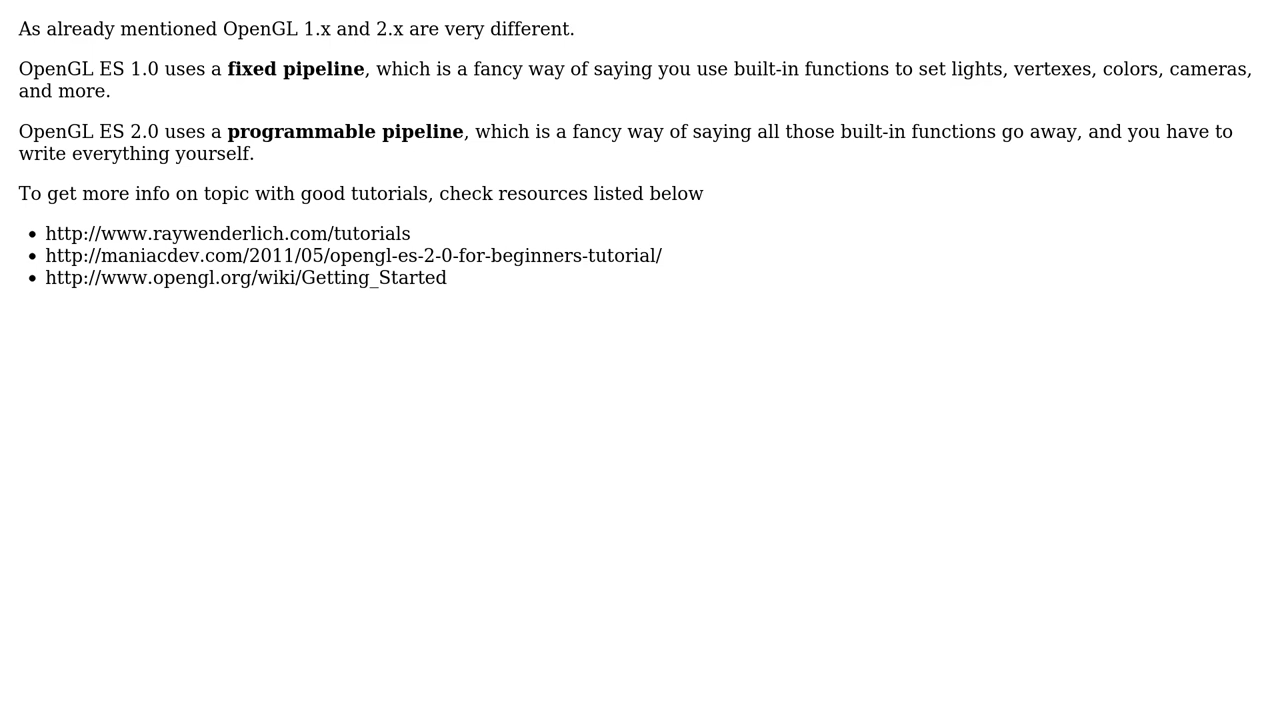 As already mentioned OpenGL 1.x and 2.x are very different.
OpenGL ES 1.0 uses a fixed pipeline, which is a fancy way of saying you use built-in functions to set lights, vertexes, colors, cameras,
and more.
OpenGL ES 2.0 uses a programmable pipeline, which is a fancy way of saying all those built-in functions go away, and you have to
write everything yourself.
To get more info on topic with good tutorials, check resources listed below
• http://www.raywenderlich.com/tutorials
• http://maniacdev.com/2011/05/opengl-es-2-0-for-beginners-tutorial/
• http://www.opengl.org/wiki/Getting_Started